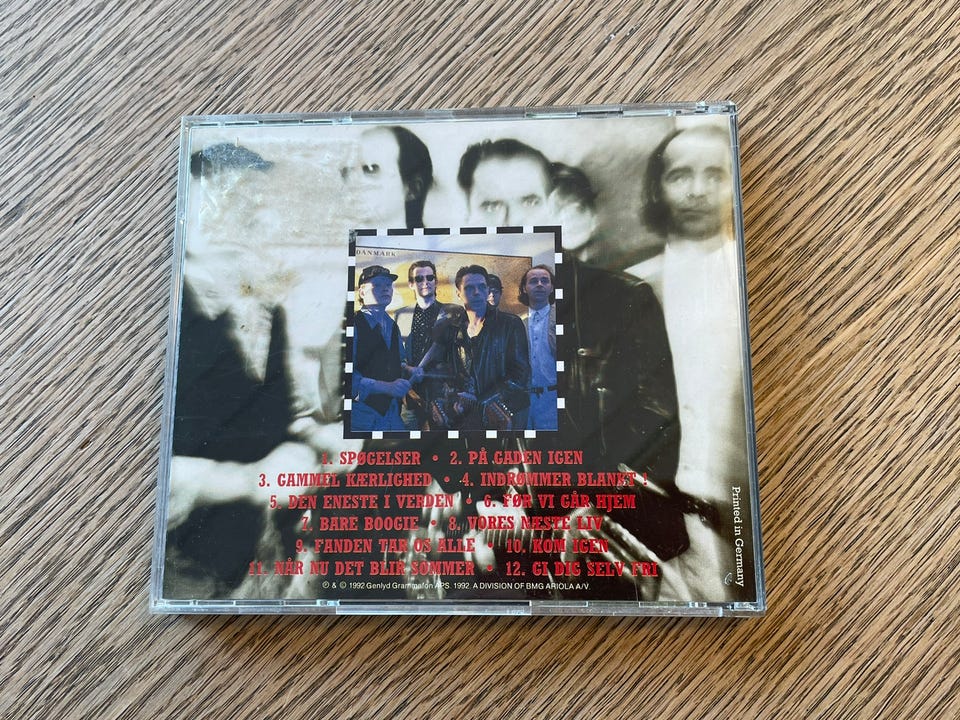 DANMARK
1. SPØGELSER • 2. PÅ GADEN IGEN
3. GAMMEL KÆRLIGHED • 4. INDRØMMER BLANKT !
5. DEN ENESTE I VERDEN • 6. FØR VI GÅR HJEM
7. BARE BOOGIE • 8. VORES NÆSTE LIV
9. FANDEN TAR OS ALLE • 10. KOM IGEN
11. NÅR NU DET BLIR SOMMER • 12. GI DIG SELV FRI
℗ & © 1992 Genlyd Grammafon APS. 1992. A DIVISION OF BMG ARIOLA A/V.
Printed in Germany